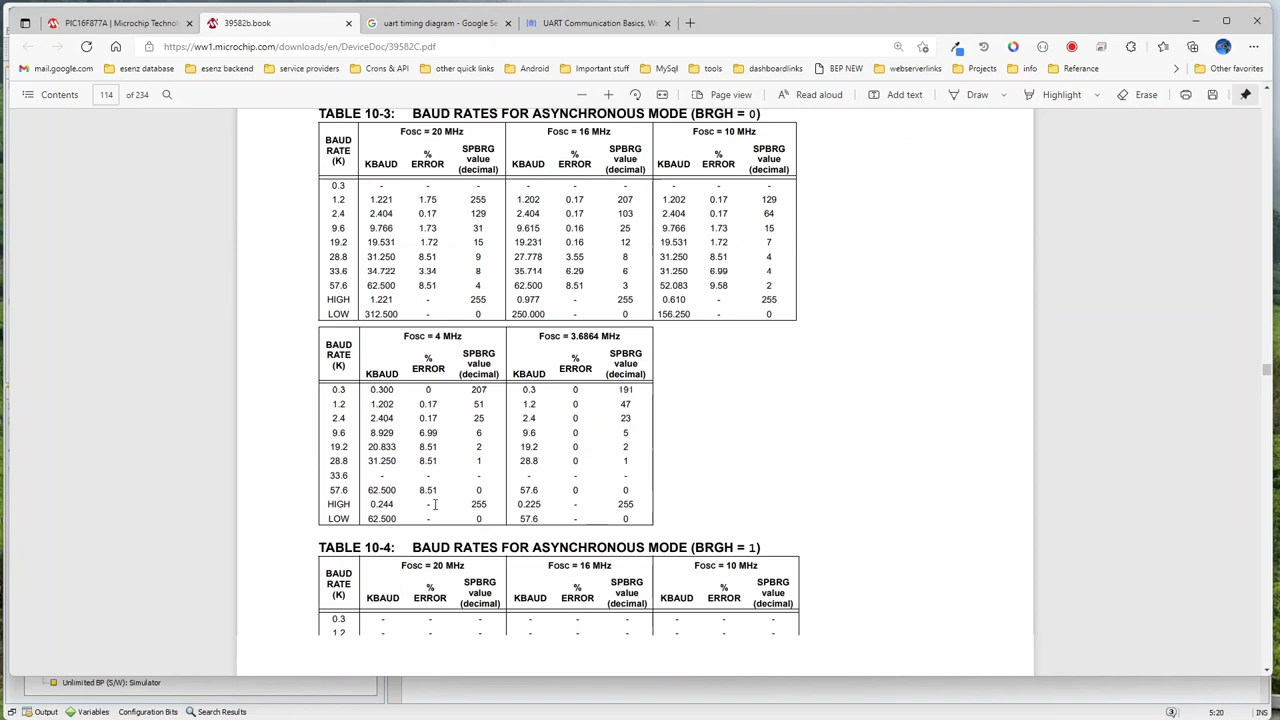 PIC16F877A | Microchip Technol
39582b.book
uart timing diagram - Google Se
UART Communication Basics, Wo
https://ww1.microchip.com/downloads/en/DeviceDoc/39582C.pdf
mail.google.com
esenz database
esenz backend
service providers
Crons & API
other quick links
Android
Important stuff
MySql
tools
dashboardlinks
BEP NEW
webserverlinks
Projects
info
Referance
Other favorites
Contents
114 of 234
Page view
Read aloud
Add text
Draw
Highlight
Erase
TABLE 10-3: BAUD RATES FOR ASYNCHRONOUS MODE (BRGH = 0)
BAUD RATE (K) FOSC = 20 MHz FOSC = 16 MHz FOSC = 10 MHz
KBAUD % ERROR SPBRG value (decimal) KBAUD % ERROR SPBRG value (decimal) KBAUD % ERROR SPBRG value (decimal)
0.3 - - - - - - - - -
1.2 1.221 1.75 255 1.202 0.17 207 1.202 0.17 129
2.4 2.404 0.17 129 2.404 0.17 103 2.404 0.17 64
9.6 9.766 1.73 31 9.615 0.16 25 9.766 1.73 15
19.2 19.531 1.72 15 19.231 0.16 12 19.531 1.72 7
28.8 31.250 8.51 9 27.778 3.55 8 31.250 8.51 4
33.6 34.722 3.34 8 35.714 6.29 6 31.250 6.99 4
57.6 62.500 8.51 4 62.500 8.51 3 52.083 9.58 2
HIGH 1.221 - 255 0.977 - 255 0.610 - 255
LOW 312.500 - 0 250.000 - 0 156.250 - 0
BAUD RATE (K) FOSC = 4 MHz FOSC = 3.6864 MHz
KBAUD % ERROR SPBRG value (decimal) KBAUD % ERROR SPBRG value (decimal)
0.3 0.300 0 207 0.3 0 191
1.2 1.202 0.17 51 1.2 0 47
2.4 2.404 0.17 25 2.4 0 23
9.6 8.929 6.99 6 9.6 0 5
19.2 20.833 8.51 2 19.2 0 2
28.8 31.250 8.51 1 28.8 0 1
33.6 - - - - - -
57.6 62.500 8.51 0 57.6 0 0
HIGH 0.244 - 255 0.225 - 255
LOW 62.500 - 0 57.6 - 0
TABLE 10-4: BAUD RATES FOR ASYNCHRONOUS MODE (BRGH = 1)
BAUD RATE (K) FOSC = 20 MHz FOSC = 16 MHz FOSC = 10 MHz
KBAUD % ERROR SPBRG value (decimal) KBAUD % ERROR SPBRG value (decimal) KBAUD % ERROR SPBRG value (decimal)
0.3 - - - - - - - - -
1.2 - - - - - - - - -
Unlimited BP (S/W): Simulator
Output
Variables
Configuration Bits
Search Results
3
5:20
INS